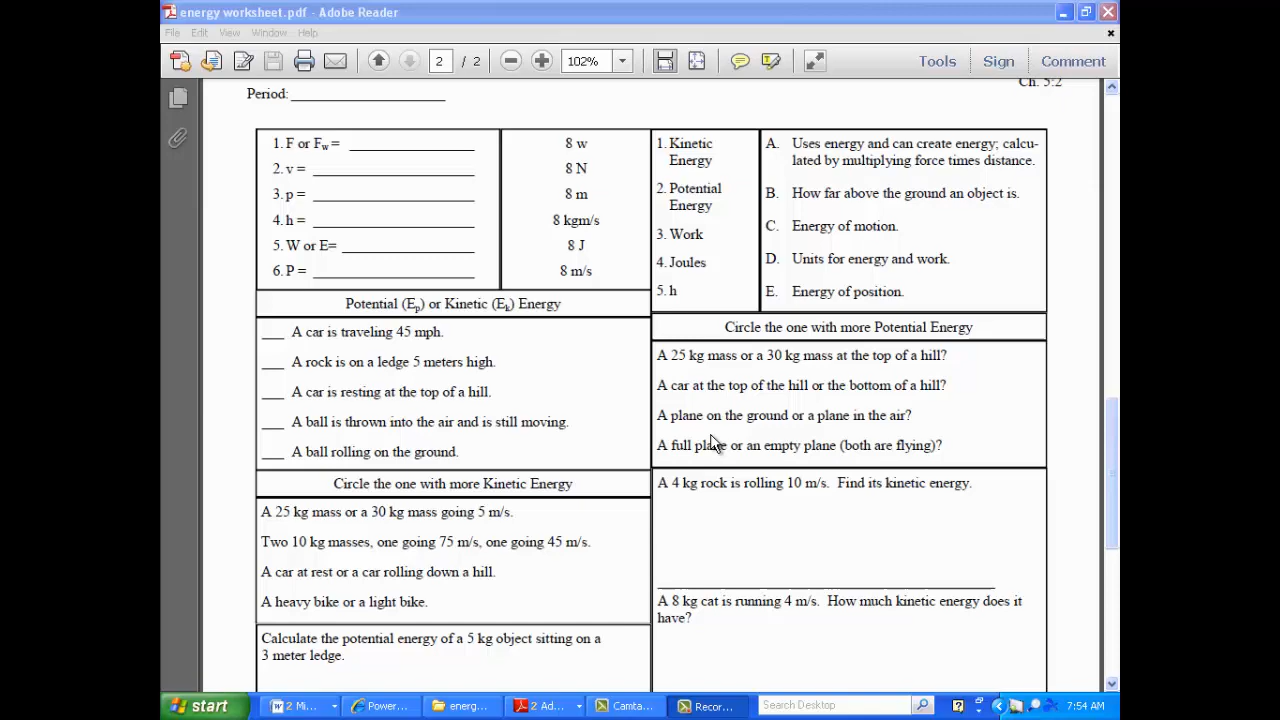 energy worksheet.pdf - Adobe Reader
File Edit View Window Help
2 / 2 102% Tools Sign Comment
Ch. 5:2
Period:
1. F or Fw =
2. v =
3. p =
4. h =
5. W or E=
6. P =
8 w
8 N
8 m
8 kgm/s
8 J
8 m/s
1. Kinetic
Energy
2. Potential
Energy
3. Work
4. Joules
5. h
A. Uses energy and can create energy; calcu-
lated by multiplying force times distance.
B. How far above the ground an object is.
C. Energy of motion.
D. Units for energy and work.
E. Energy of position.
Potential (Ep) or Kinetic (Ek) Energy
A car is traveling 45 mph.
A rock is on a ledge 5 meters high.
A car is resting at the top of a hill.
A ball is thrown into the air and is still moving.
A ball rolling on the ground.
Circle the one with more Potential Energy
A 25 kg mass or a 30 kg mass at the top of a hill?
A car at the top of the hill or the bottom of a hill?
A plane on the ground or a plane in the air?
A full plane or an empty plane (both are flying)?
Circle the one with more Kinetic Energy
A 25 kg mass or a 30 kg mass going 5 m/s.
Two 10 kg masses, one going 75 m/s, one going 45 m/s.
A car at rest or a car rolling down a hill.
A heavy bike or a light bike.
A 4 kg rock is rolling 10 m/s. Find its kinetic energy.
A 8 kg cat is running 4 m/s. How much kinetic energy does it
have?
Calculate the potential energy of a 5 kg object sitting on a
3 meter ledge.
start 2 Mi... Power... energ... 2 Ad... Camta... Recor... Search Desktop 7:54 AM